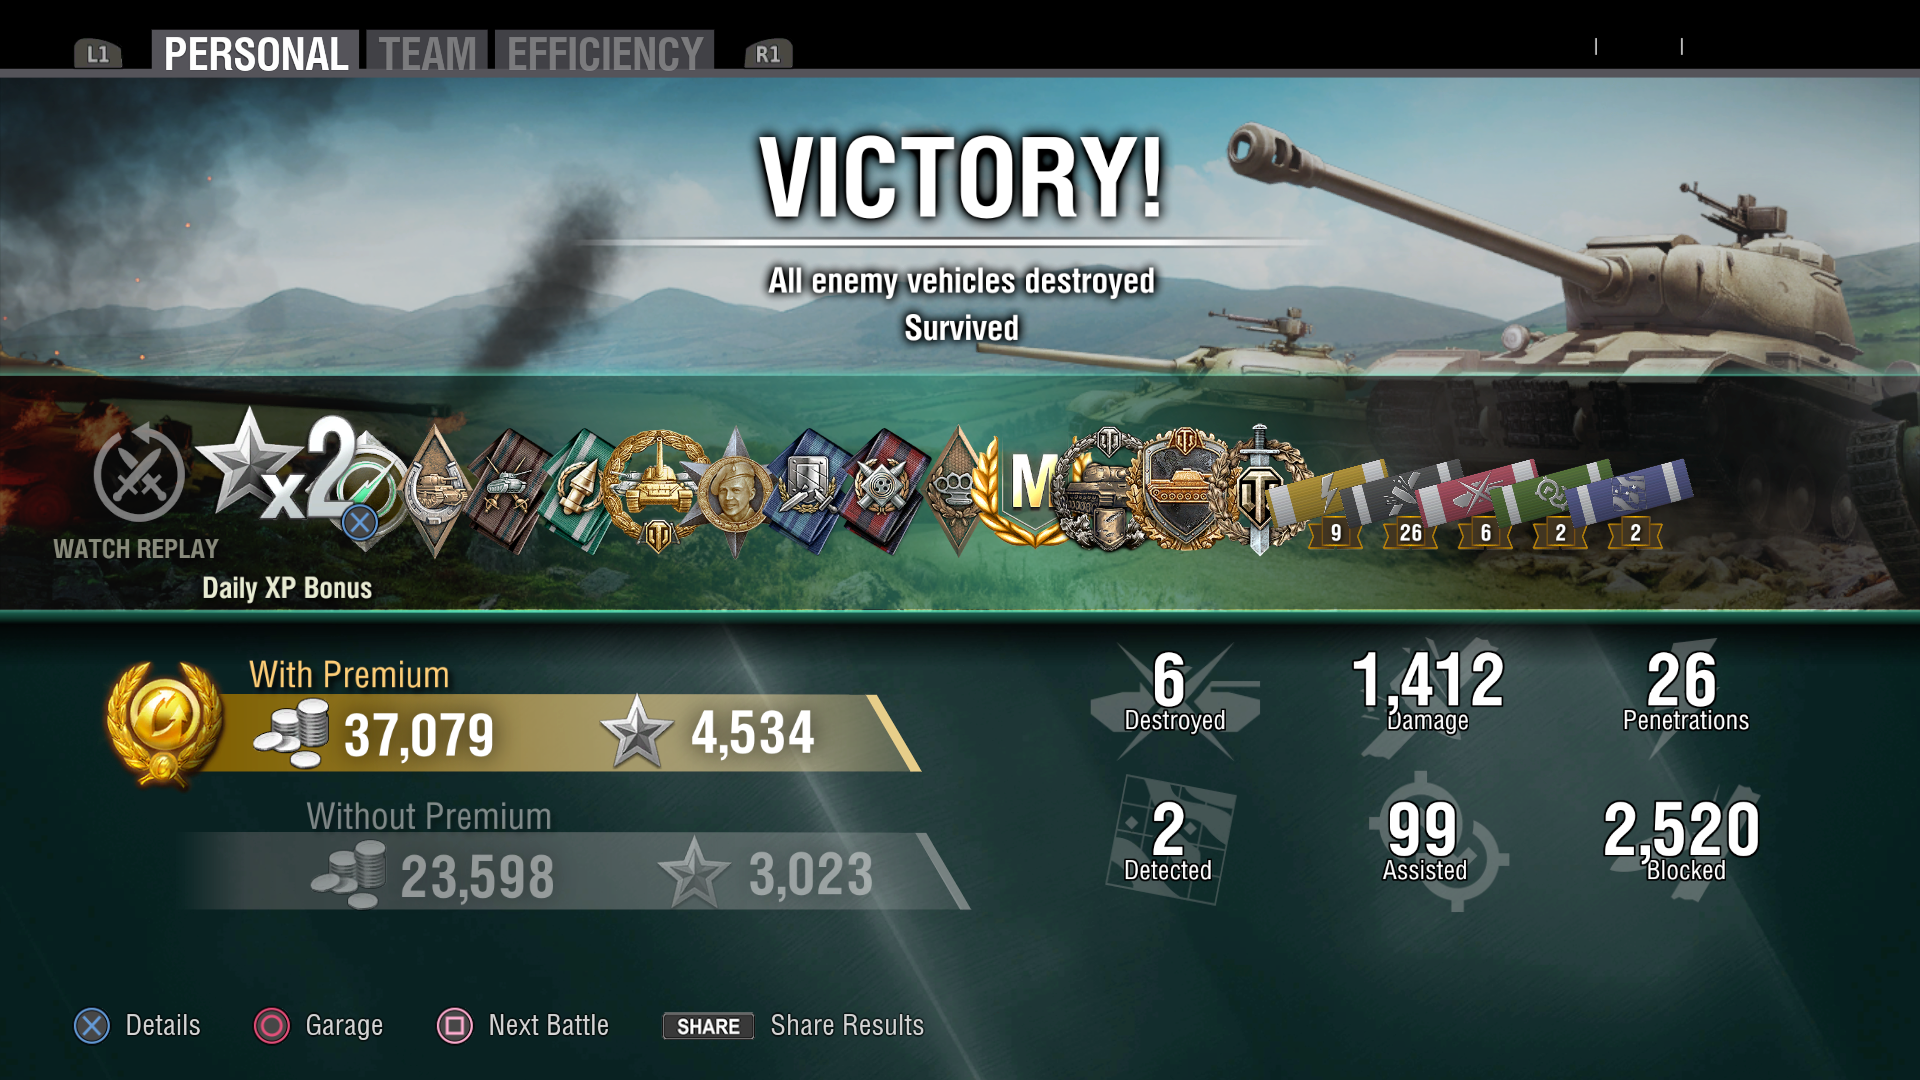 L1 PERSONAL TEAM EFFICIENCY R1
VICTORY!
All enemy vehicles destroyed
Survived
x2
M
9 26 6 2 2
WATCH REPLAY
Daily XP Bonus
With Premium
37,079 4,534
Without Premium
23,598 3,023
6 1,412 26
Destroyed Damage Penetrations
2 99 2,520
Detected Assisted Blocked
Details Garage Next Battle SHARE Share Results